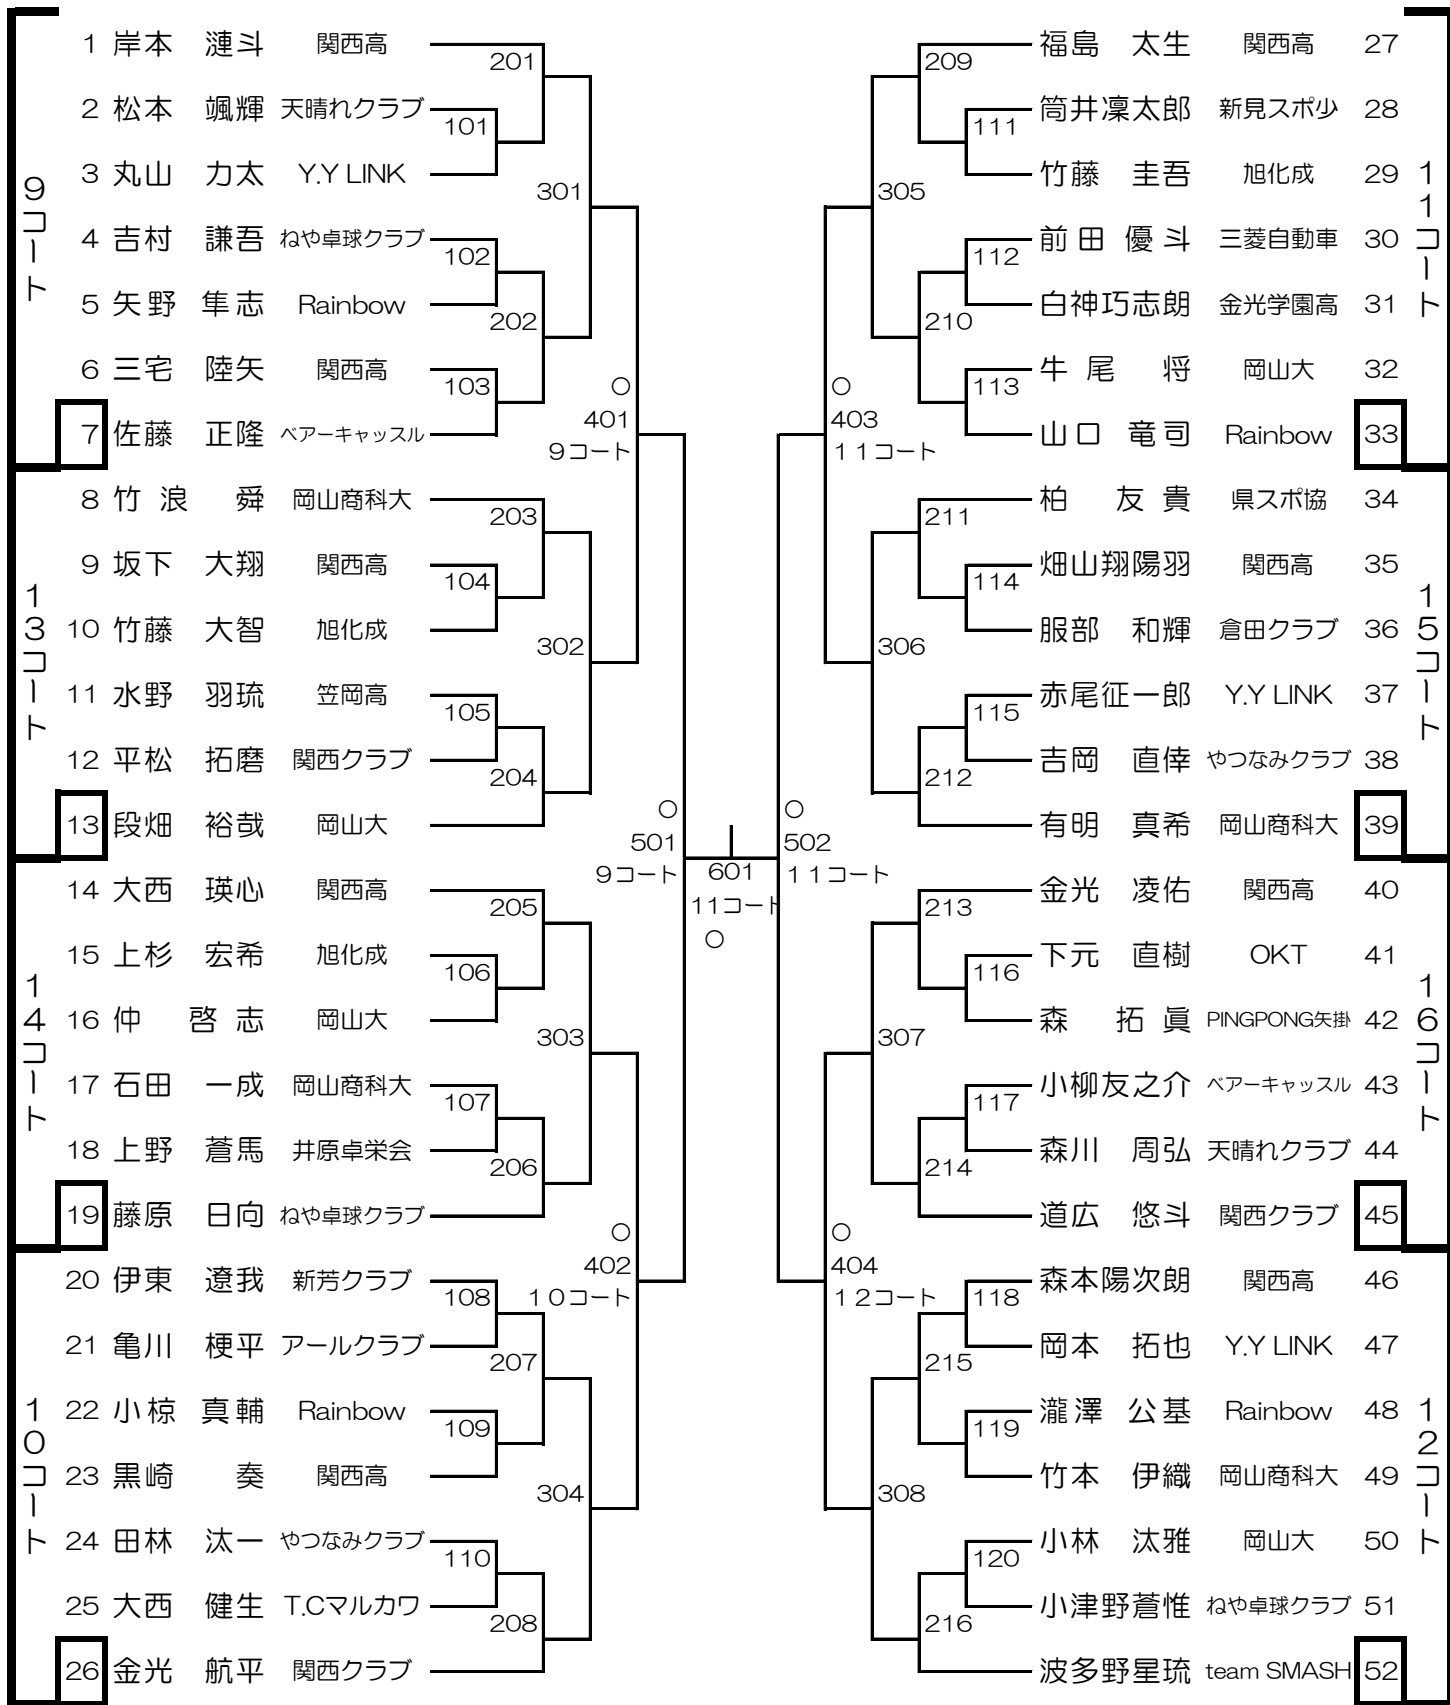 9コート
1 岸本 漣斗 関西高
2 松本 颯輝 天晴れクラブ
3 丸山 力太 Y.Y LINK
4 吉村 謙吾 ねや卓球クラブ
5 矢野 隼志 Rainbow
6 三宅 陸矢 関西高
7 佐藤 正隆 ベアーキャッスル
13コート
8 竹浪 舜 岡山商科大
9 坂下 大翔 関西高
10 竹藤 大智 旭化成
11 水野 羽琉 笠岡高
12 平松 拓磨 関西クラブ
13 段畑 裕哉 岡山大
14コート
14 大西 瑛心 関西高
15 上杉 宏希 旭化成
16 仲 啓志 岡山大
17 石田 一成 岡山商科大
18 上野 蒼馬 井原卓栄会
19 藤原 日向 ねや卓球クラブ
10コート
20 伊東 遼我 新芳クラブ
21 亀川 梗平 アールクラブ
22 小椋 真輔 Rainbow
23 黒崎 奏 関西高
24 田林 汰一 やつなみクラブ
25 大西 健生 T.Cマルカワ
26 金光 航平 関西クラブ
101
102
103
104
105
106
107
108
109
110
201
202
203
204
205
206
207
208
301
302
303
304
○
401
9コート
○
402
10コート
○
501
9コート
601
11コート
○
○
502
11コート
○
403
11コート
○
404
12コート
305
306
307
308
209
210
211
212
213
214
215
216
111
112
113
114
115
116
117
118
119
120
福島 太生 関西高 27
筒井凜太郎 新見スポ少 28
竹藤 圭吾 旭化成 29
前田 優斗 三菱自動車 30
白神巧志朗 金光学園高 31
牛尾 将 岡山大 32
山口 竜司 Rainbow 33
11コート
柏 友貴 県スポ協 34
畑山翔陽羽 関西高 35
服部 和輝 倉田クラブ 36
赤尾征一郎 Y.Y LINK 37
吉岡 直倖 やつなみクラブ 38
有明 真希 岡山商科大 39
15コート
金光 凌佑 関西高 40
下元 直樹 OKT 41
森 拓眞 PINGPONG矢掛 42
小柳友之介 ベアーキャッスル 43
森川 周弘 天晴れクラブ 44
道広 悠斗 関西クラブ 45
16コート
森本陽次朗 関西高 46
岡本 拓也 Y.Y LINK 47
瀧澤 公基 Rainbow 48
竹本 伊織 岡山商科大 49
小林 汰雅 岡山大 50
小津野蒼惟 ねや卓球クラブ 51
波多野星琉 team SMASH 52
12コート